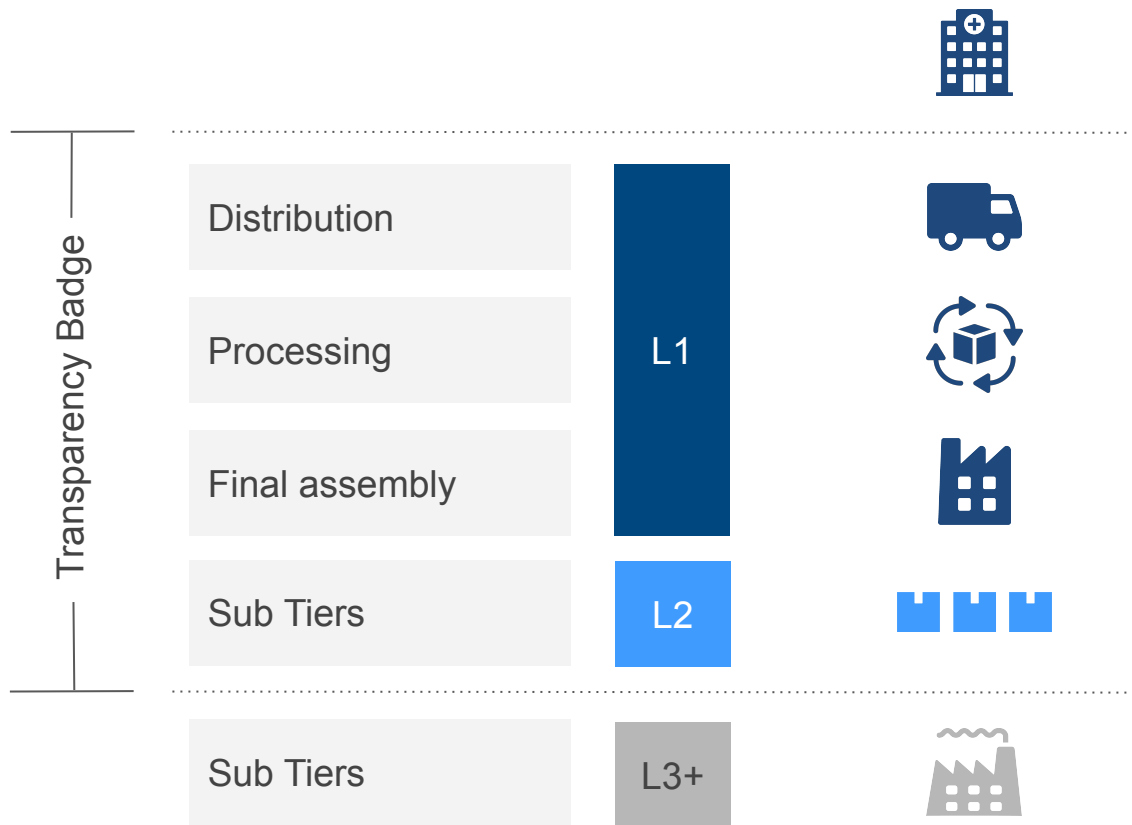 Transparency Badge
Distribution
Processing
L1
Final assembly
Sub Tiers
L2
Sub Tiers
L3+